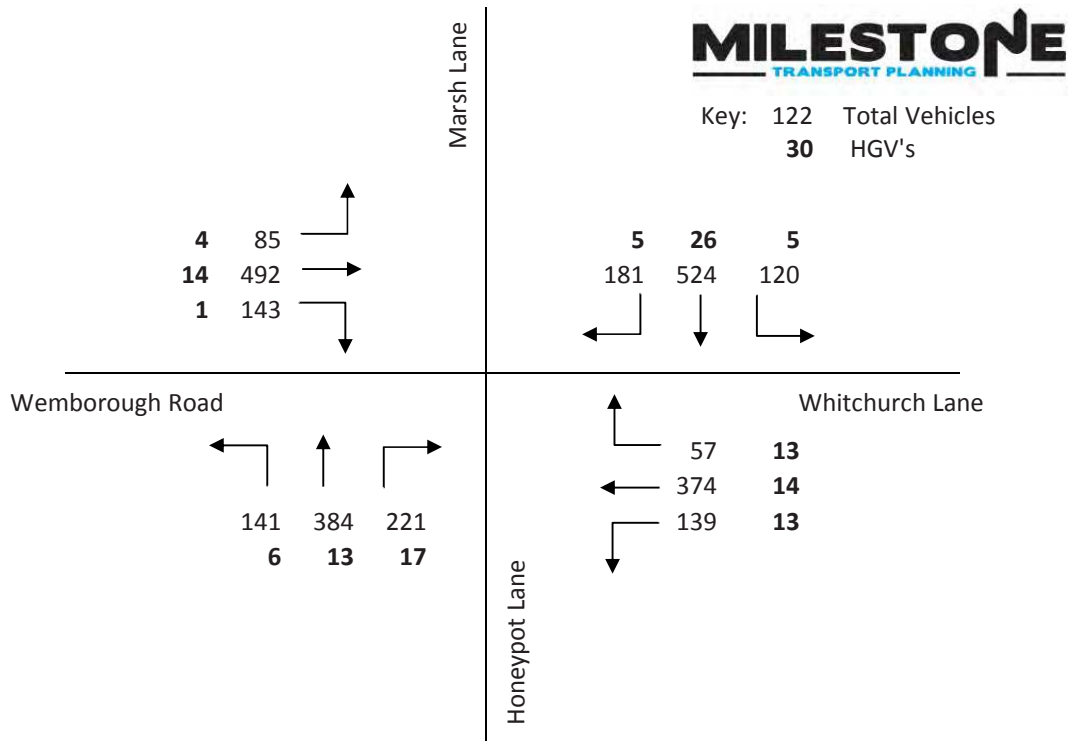 MILESTONE
TRANSPORT PLANNING
Marsh Lane
Key: 122 Total Vehicles
30 HGV's
4 85
14 492
1 143
5 26 5
181 524 120
Wemborough Road
Whitchurch Lane
57 13
374 14
139 13
141 384 221
6 13 17
Honeypot Lane